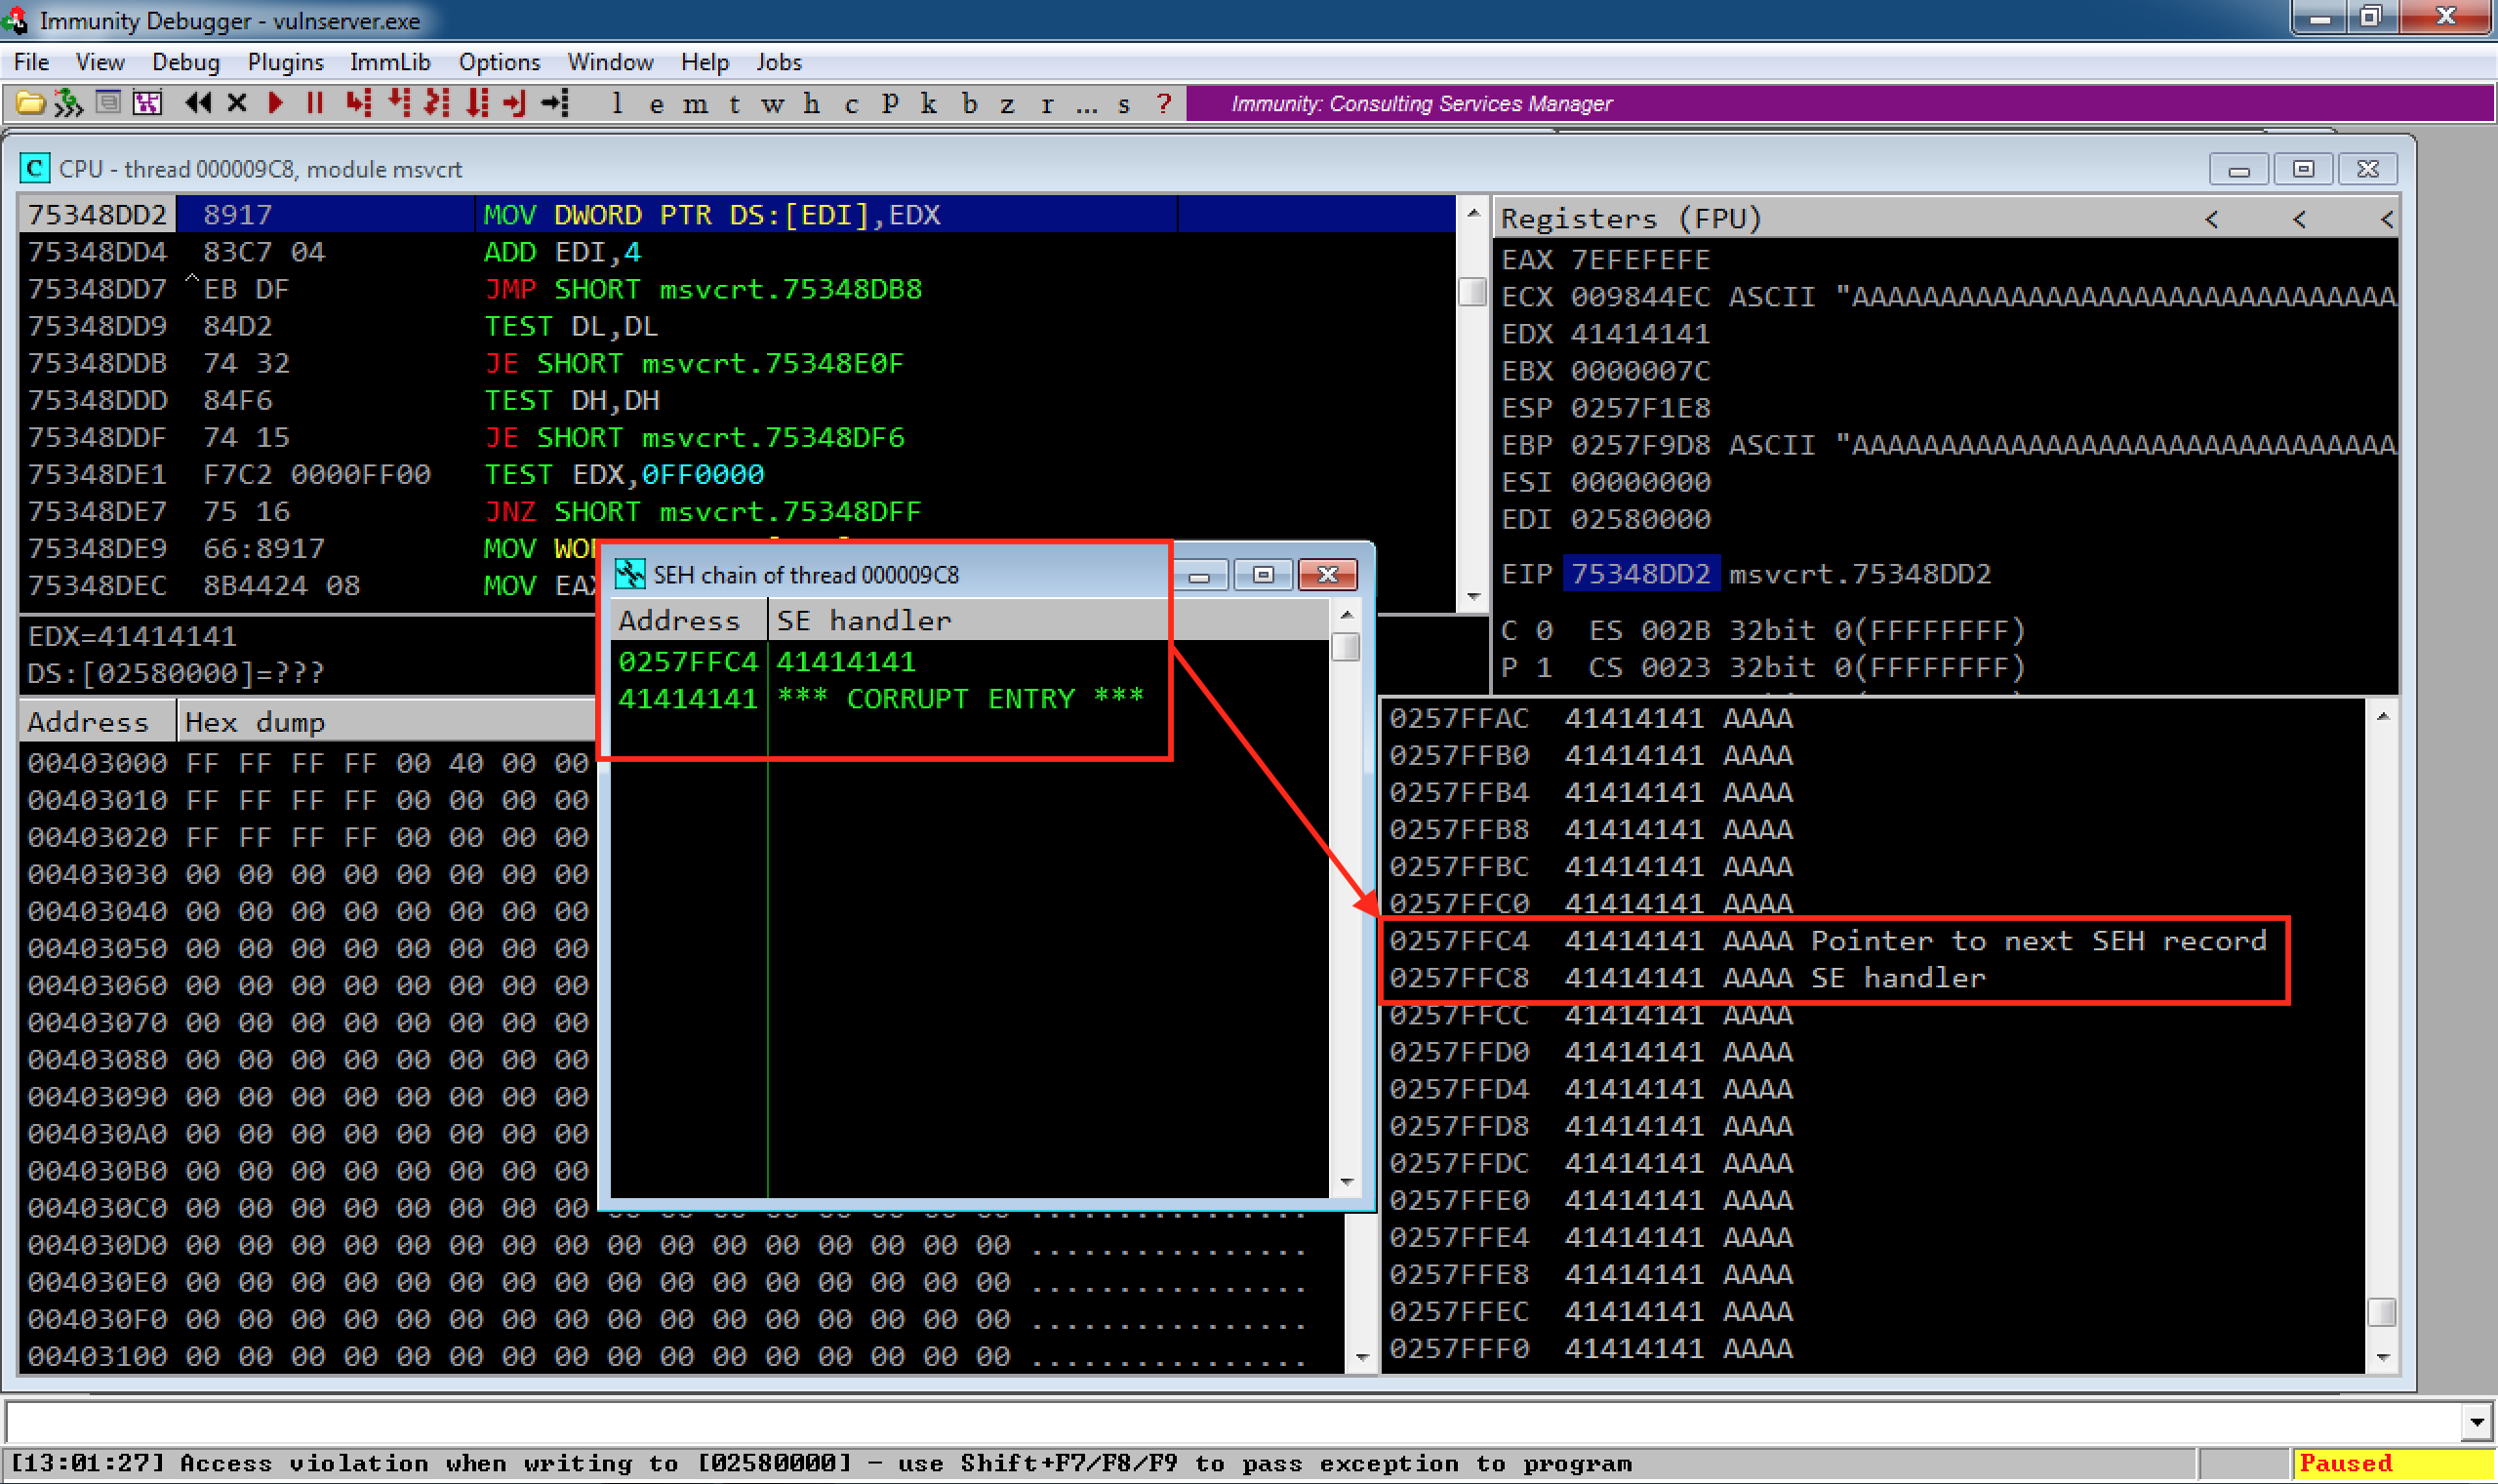 Immunity Debugger - vulnserver.exe
File View Debug Plugins ImmLib Options Window Help Jobs
l e m t w h c P k b z r ... s ? Immunity: Consulting Services Manager
C CPU - thread 000009C8, module msvcrt
75348DD2 8917 MOV DWORD PTR DS:[EDI],EDX
75348DD4 83C7 04 ADD EDI,4
75348DD7 ^EB DF JMP SHORT msvcrt.75348DB8
75348DD9 84D2 TEST DL,DL
75348DDB 74 32 JE SHORT msvcrt.75348E0F
75348DDD 84F6 TEST DH,DH
75348DDF 74 15 JE SHORT msvcrt.75348DF6
75348DE1 F7C2 0000FF00 TEST EDX,0FF0000
75348DE7 75 16 JNZ SHORT msvcrt.75348DFF
75348DE9 66:8917 MOV
75348DEC 8B4424 08 MOV
EDX=41414141
DS:[02580000]=???
Registers (FPU) < < <
EAX 7EFEFEFE
ECX 009844EC ASCII "AAAAAAAAAAAAAAAAAAAAAAAAAAAAAAA
EDX 41414141
EBX 0000007C
ESP 0257F1E8
EBP 0257F9D8 ASCII "AAAAAAAAAAAAAAAAAAAAAAAAAAAAAAA
ESI 00000000
EDI 02580000
EIP 75348DD2 msvcrt.75348DD2
C 0 ES 002B 32bit 0(FFFFFFFF)
P 1 CS 0023 32bit 0(FFFFFFFF)
SEH chain of thread 000009C8
Address SE handler
0257FFC4 41414141
41414141 *** CORRUPT ENTRY ***
Address Hex dump
00403000 FF FF FF FF 00 40 00 00
00403010 FF FF FF FF 00 00 00 00
00403020 FF FF FF FF 00 00 00 00
00403030 00 00 00 00 00 00 00 00
00403040 00 00 00 00 00 00 00 00
00403050 00 00 00 00 00 00 00 00
00403060 00 00 00 00 00 00 00 00
00403070 00 00 00 00 00 00 00 00
00403080 00 00 00 00 00 00 00 00
00403090 00 00 00 00 00 00 00 00
004030A0 00 00 00 00 00 00 00 00
004030B0 00 00 00 00 00 00 00 00
004030C0 00 00 00 00 00 00 00 00
004030D0 00 00 00 00 00 00 00 00 00 00 00 00 00 00 00 00 ................
004030E0 00 00 00 00 00 00 00 00 00 00 00 00 00 00 00 00 ................
004030F0 00 00 00 00 00 00 00 00 00 00 00 00 00 00 00 00 ................
00403100 00 00 00 00 00 00 00 00 00 00 00 00 00 00 00 00 ................
0257FFAC 41414141 AAAA
0257FFB0 41414141 AAAA
0257FFB4 41414141 AAAA
0257FFB8 41414141 AAAA
0257FFBC 41414141 AAAA
0257FFC0 41414141 AAAA
0257FFC4 41414141 AAAA Pointer to next SEH record
0257FFC8 41414141 AAAA SE handler
0257FFCC 41414141 AAAA
0257FFD0 41414141 AAAA
0257FFD4 41414141 AAAA
0257FFD8 41414141 AAAA
0257FFDC 41414141 AAAA
0257FFE0 41414141 AAAA
0257FFE4 41414141 AAAA
0257FFE8 41414141 AAAA
0257FFEC 41414141 AAAA
0257FFF0 41414141 AAAA
[13:01:27] Access violation when writing to [02580000] - use Shift+F7/F8/F9 to pass exception to program
Paused